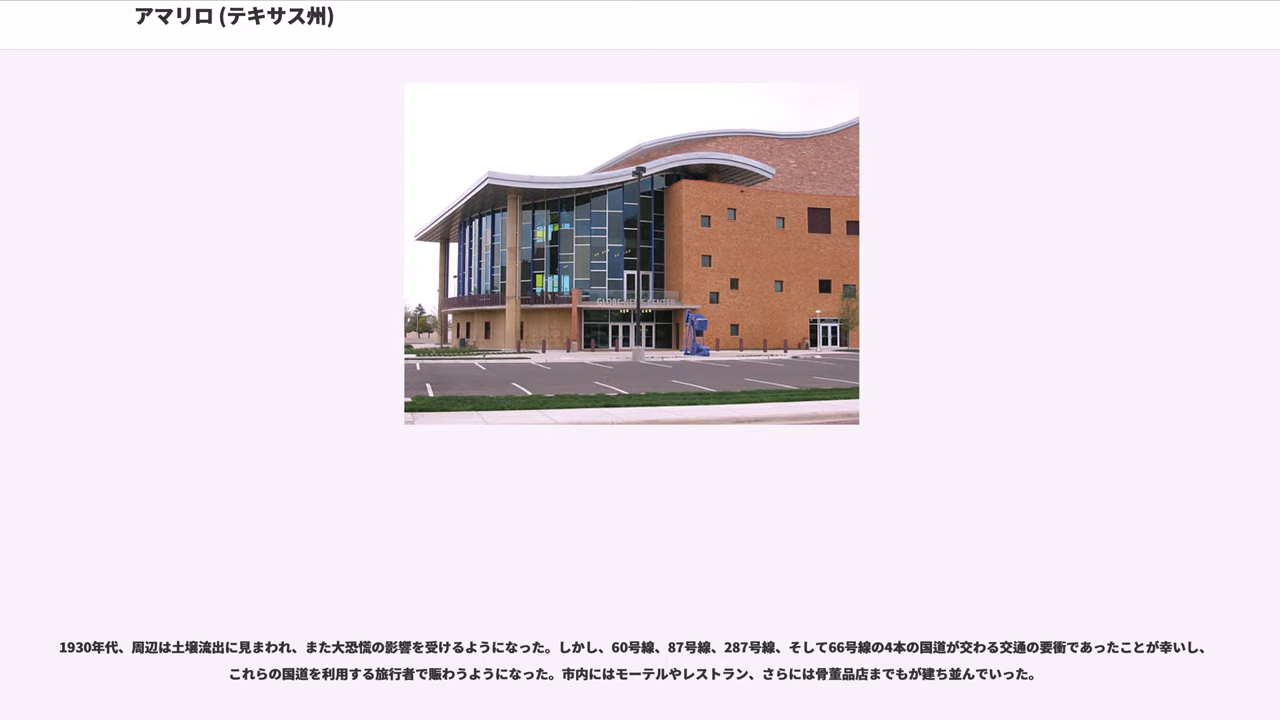 アマリロ (テキサス州)
GLOBE-NEWS CENTER
1930年代、周辺は土壌流出に見まわれ、また大恐慌の影響を受けるようになった。しかし、60号線、87号線、287号線、そして66号線の4本の国道が交わる交通の要衝であったことが幸いし、
これらの国道を利用する旅行者で賑わうようになった。市内にはモーテルやレストラン、さらには骨董品店までもが建ち並んでいった。